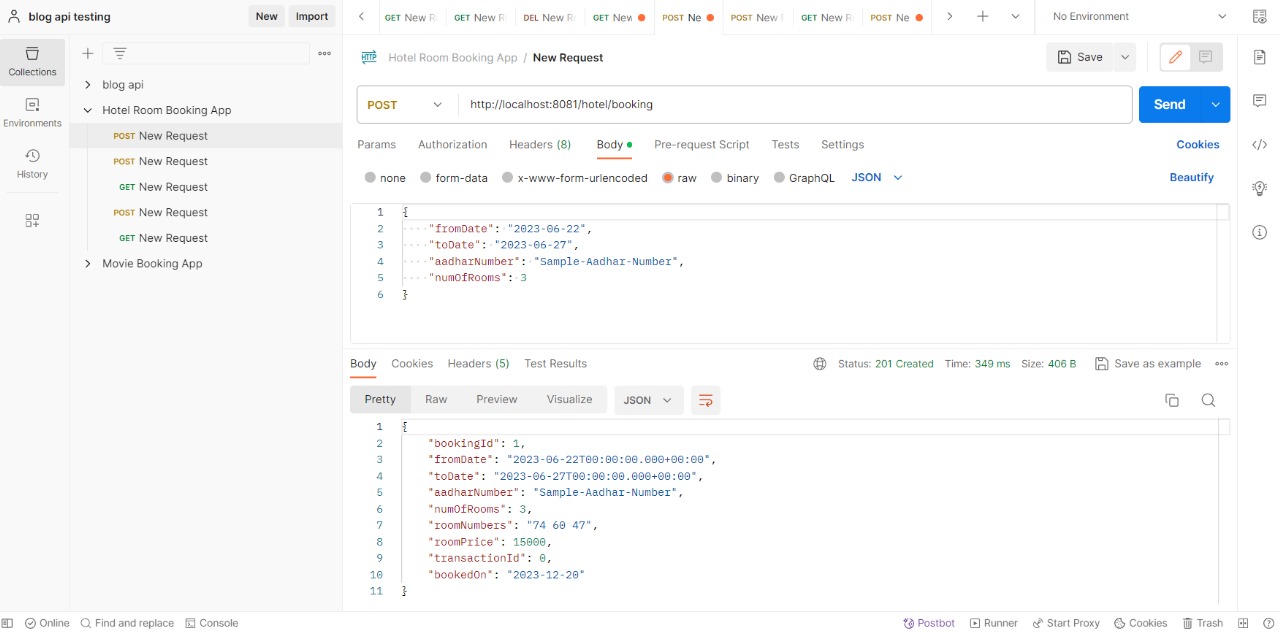 blog api testing
New
Import
GET New R
GET New R
DEL New R
GET New
POST Ne
POST New
GET New R
POST Ne
No Environment
Collections
Environments
History
blog api
Hotel Room Booking App
POST New Request
POST New Request
GET New Request
POST New Request
GET New Request
Movie Booking App
HTTP Hotel Room Booking App / New Request
Save
POST
http://localhost:8081/hotel/booking
Send
Params Authorization Headers (8) Body Pre-request Script Tests Settings Cookies
none form-data x-www-form-urlencoded raw binary GraphQL JSON Beautify
1 {
2 "fromDate": "2023-06-22",
3 "toDate": "2023-06-27",
4 "aadharNumber": "Sample-Aadhar-Number",
5 "numOfRooms": 3
6 }
Body Cookies Headers (5) Test Results Status: 201 Created Time: 349 ms Size: 406 B Save as example
Pretty Raw Preview Visualize JSON
1 {
2 "bookingId": 1,
3 "fromDate": "2023-06-22T00:00:00.000+00:00",
4 "toDate": "2023-06-27T00:00:00.000+00:00",
5 "aadharNumber": "Sample-Aadhar-Number",
6 "numOfRooms": 3,
7 "roomNumbers": "74 60 47",
8 "roomPrice": 15000,
9 "transactionId": 0,
10 "bookedOn": "2023-12-20"
11 }
Online Find and replace Console Postbot Runner Start Proxy Cookies Trash